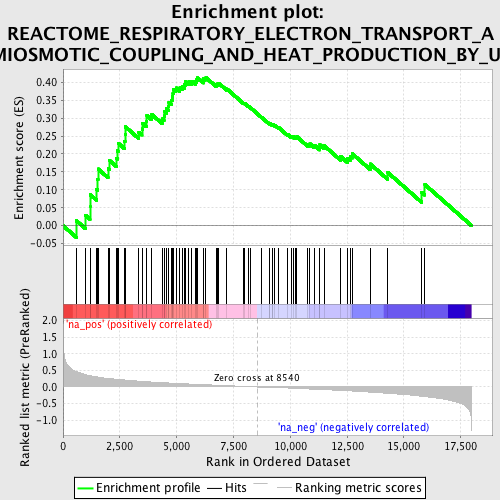 Enrichment plot:
REACTOME_RESPIRATORY_ELECTRON_TRANSPORT_A
MIOSMOTIC_COUPLING_AND_HEAT_PRODUCTION_BY_U
Enrichment score (ES)
0.40
0.35
0.30
0.25
0.20
0.15
0.10
0.05
0.00
-0.05
'na_pos' (positively correlated)
Ranked list metric (PreRanked)
2.0
1.5
1.0
0.5
0.0
-0.5
-1.0
Zero cross at 8540
'na_neg' (negatively correlated)
0 2,500 5,000 7,500 10,000 12,500 15,000 17,500
Rank in Ordered Dataset
Enrichment profile Hits Ranking metric scores